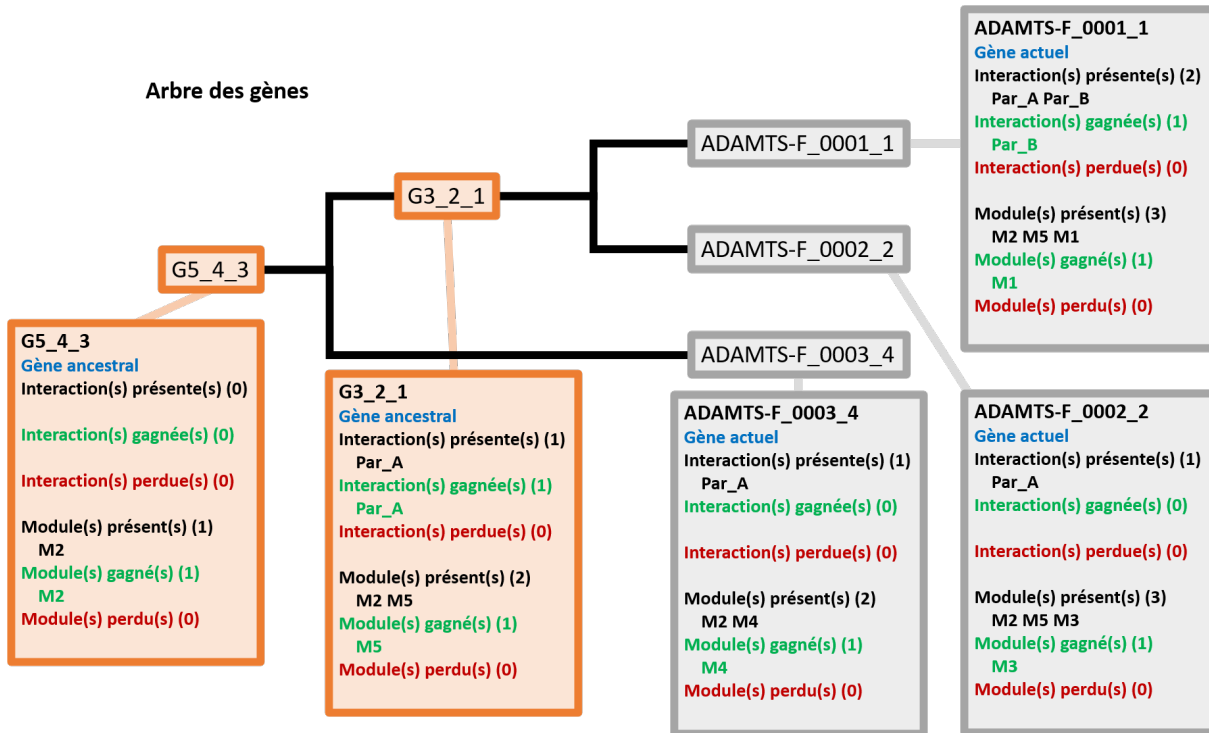 Arbre des gènes
G5_4_3
G3_2_1
ADAMTS-F_0001_1
ADAMTS-F_0002_2
ADAMTS-F_0003_4
G5_4_3
Gène ancestral
Interaction(s) présente(s) (0)
Interaction(s) gagnée(s) (0)
Interaction(s) perdue(s) (0)
Module(s) présent(s) (1)
M2
Module(s) gagné(s) (1)
M2
Module(s) perdu(s) (0)
G3_2_1
Gène ancestral
Interaction(s) présente(s) (1)
Par_A
Interaction(s) gagnée(s) (1)
Par_A
Interaction(s) perdue(s) (0)
Module(s) présent(s) (2)
M2 M5
Module(s) gagné(s) (1)
M5
Module(s) perdu(s) (0)
ADAMTS-F_0003_4
Gène actuel
Interaction(s) présente(s) (1)
Par_A
Interaction(s) gagnée(s) (0)
Interaction(s) perdue(s) (0)
Module(s) présent(s) (2)
M2 M4
Module(s) gagné(s) (1)
M4
Module(s) perdu(s) (0)
ADAMTS-F_0001_1
Gène actuel
Interaction(s) présente(s) (2)
Par_A Par_B
Interaction(s) gagnée(s) (1)
Par_B
Interaction(s) perdue(s) (0)
Module(s) présent(s) (3)
M2 M5 M1
Module(s) gagné(s) (1)
M1
Module(s) perdu(s) (0)
ADAMTS-F_0002_2
Gène actuel
Interaction(s) présente(s) (1)
Par_A
Interaction(s) gagnée(s) (0)
Interaction(s) perdue(s) (0)
Module(s) présent(s) (3)
M2 M5 M3
Module(s) gagné(s) (1)
M3
Module(s) perdu(s) (0)